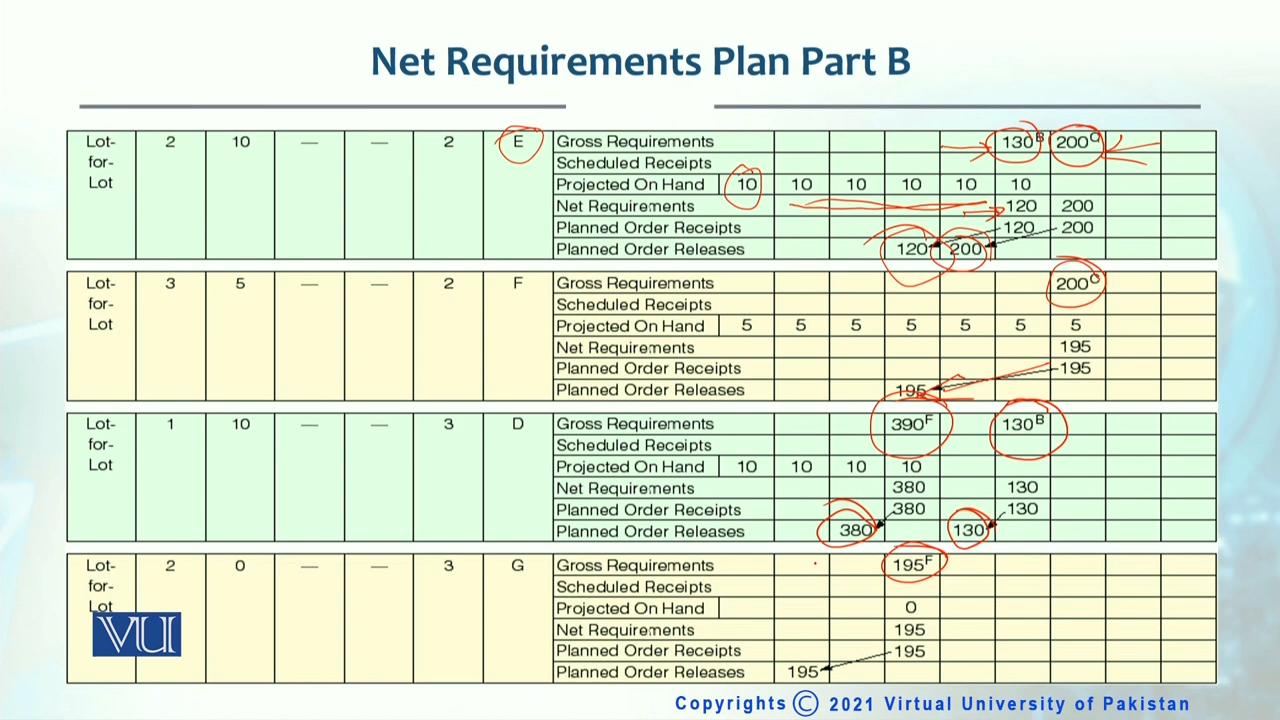 Net Requirements Plan Part B
Lot- 2 10 — — 2 E Gross Requirements 130B 200C
for- Scheduled Receipts
Lot Projected On Hand 10 10 10 10 10 10
Net Requirements 120 200
Planned Order Receipts 120 200
Planned Order Releases 120 200
Lot- 3 5 — — 2 F Gross Requirements 200C
for- Scheduled Receipts
Lot Projected On Hand 5 5 5 5 5 5 5
Net Requirements 195
Planned Order Receipts 195
Planned Order Releases 195
Lot- 1 10 — — 3 D Gross Requirements 390F 130B
for- Scheduled Receipts
Lot Projected On Hand 10 10 10 10
Net Requirements 380 130
Planned Order Receipts 380 130
Planned Order Releases 380 130
Lot- 2 0 — — 3 G Gross Requirements 195F
for- Scheduled Receipts
Lot Projected On Hand 0
VU Net Requirements 195
Planned Order Receipts 195
Planned Order Releases 195
Copyrights © 2021 Virtual University of Pakistan